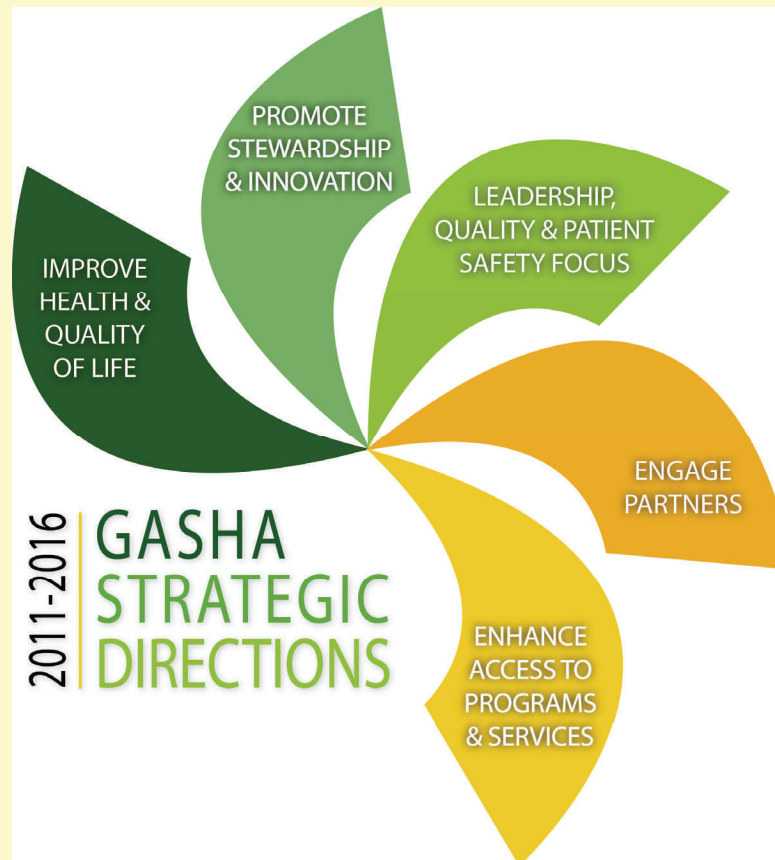 PROMOTE
STEWARDSHIP
& INNOVATION
LEADERSHIP,
QUALITY & PATIENT
SAFETY FOCUS
IMPROVE
HEALTH &
QUALITY
OF LIFE
ENGAGE
PARTNERS
2011-2016
GASHA
STRATEGIC
DIRECTIONS
ENHANCE
ACCESS TO
PROGRAMS
& SERVICES